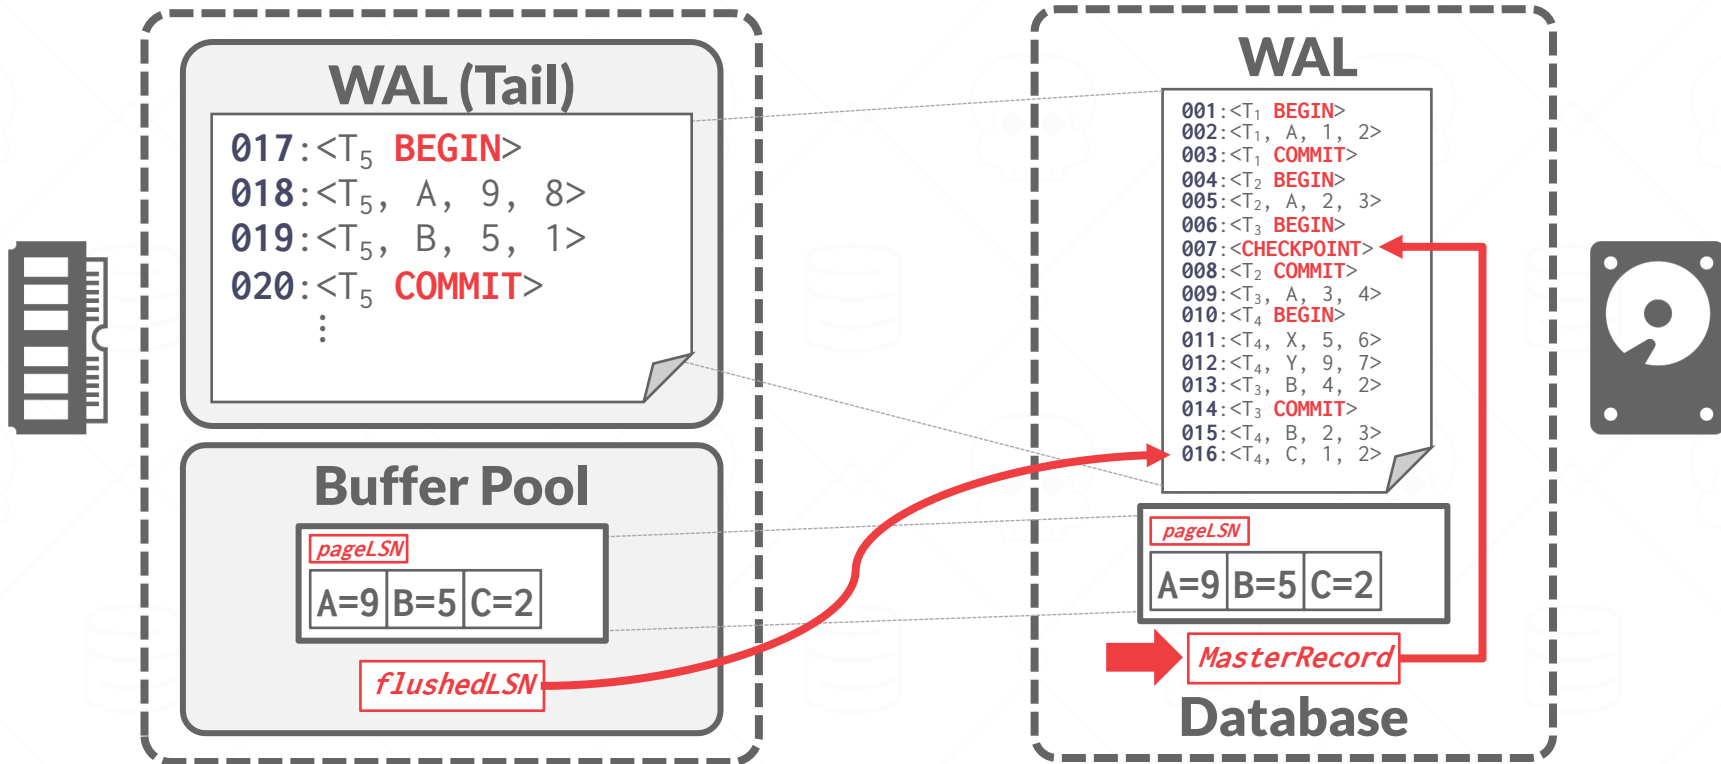 WAL (Tail)
017:<T5 BEGIN>
018:<T5, A, 9, 8>
019:<T5, B, 5, 1>
020:<T5 COMMIT>
⋮
Buffer Pool
pageLSN
A=9 B=5 C=2
flushedLSN
WAL
001:<T1 BEGIN>
002:<T1, A, 1, 2>
003:<T1 COMMIT>
004:<T2 BEGIN>
005:<T2, A, 2, 3>
006:<T3 BEGIN>
007:<CHECKPOINT>
008:<T2 COMMIT>
009:<T3, A, 3, 4>
010:<T4 BEGIN>
011:<T4, X, 5, 6>
012:<T4, Y, 9, 7>
013:<T3, B, 4, 2>
014:<T3 COMMIT>
015:<T4, B, 2, 3>
016:<T4, C, 1, 2>
pageLSN
A=9 B=5 C=2
MasterRecord
Database